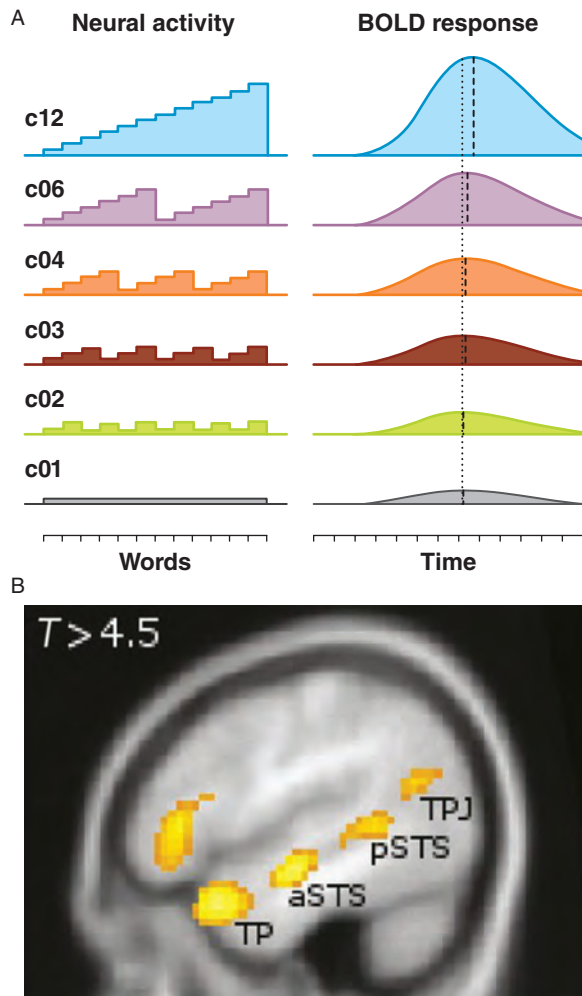 A
Neural activity BOLD response
c12
c06
c04
c03
c02
c01
Words Time
B
T > 4.5
TPJ
pSTS
aSTS
TP